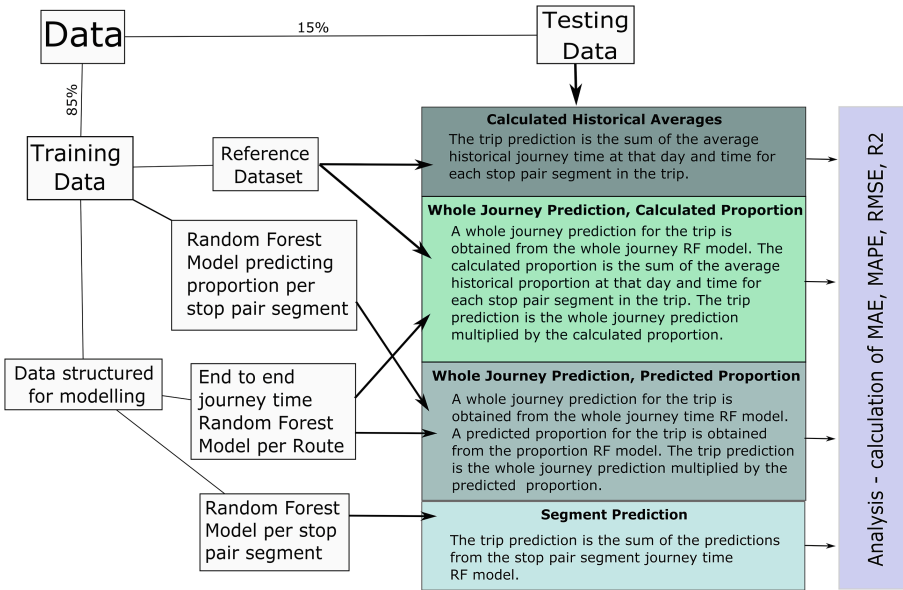 Data
15%
Testing
Data
85%
Training
Data
Reference
Dataset
Random Forest
Model predicting
proportion per
stop pair segment
Data structured
for modelling
End to end
journey time
Random Forest
Model per Route
Random Forest
Model per stop
pair segment
Calculated Historical Averages
The trip prediction is the sum of the average
historical journey time at that day and time for
each stop pair segment in the trip.
Whole Journey Prediction, Calculated Proportion
A whole journey prediction for the trip is
obtained from the whole journey RF model. The
calculated proportion is the sum of the average
historical proportion at that day and time for
each stop pair segment in the trip. The trip
prediction is the whole journey prediction
multiplied by the calculated proportion.
Whole Journey Prediction, Predicted Proportion
A whole journey prediction for the trip is
obtained from the whole journey time RF model.
A predicted proportion for the trip is obtained
from the proportion RF model. The trip prediction
is the whole journey prediction multiplied by the
predicted proportion.
Segment Prediction
The trip prediction is the sum of the predictions
from the stop pair segment journey time
RF model.
Analysis - calculation of MAE, MAPE, RMSE, R2